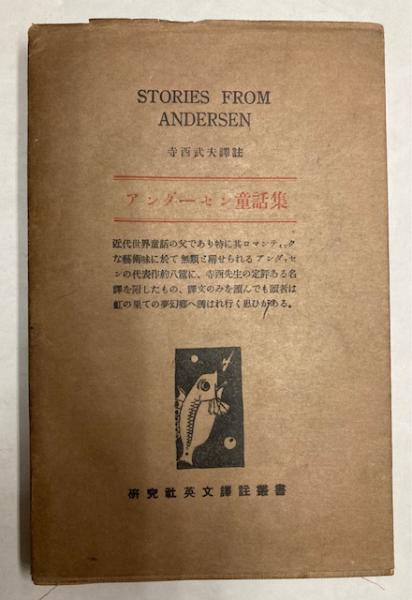 STORIES FROM
ANDERSEN
寺西武夫譯註
アンダーセン童話集
近代世界童話の父であり特に其ロマンティック
な藝術味に於て無類と稱せられるアンダァセ
ンの代表作約八篇に、寺西先生の定評ある名
譯を附したもの、譯文のみを讀んでも讀者は
虹の果ての夢幻鄕へ誘はれ行く思ひがある。
硏究社英文譯註叢書